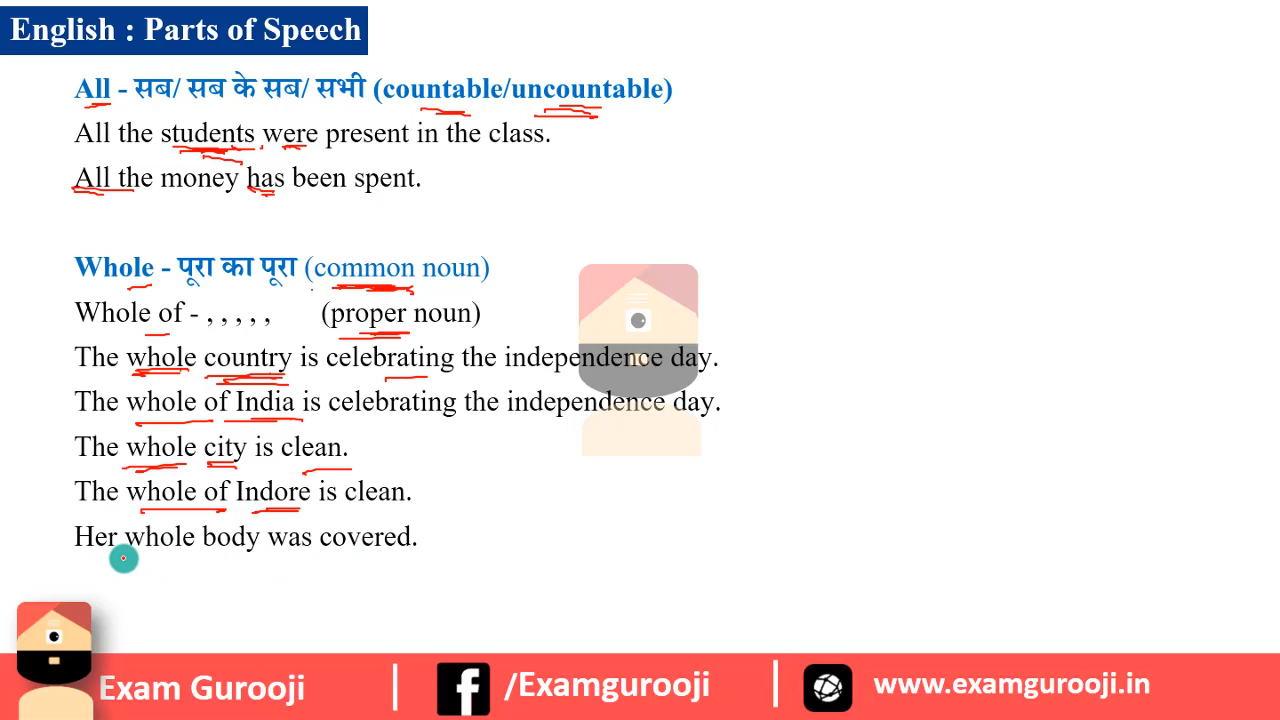 English : Parts of Speech
All - सब/ सब के सब/ सभी (countable/uncountable)
All the students were present in the class.
All the money has been spent.
Whole - पूरा का पूरा (common noun)
Whole of - , , , , , (proper noun)
The whole country is celebrating the independence day.
The whole of India is celebrating the independence day.
The whole city is clean.
The whole of Indore is clean.
Her whole body was covered.
Exam Gurooji | /Examgurooji | www.examgurooji.in